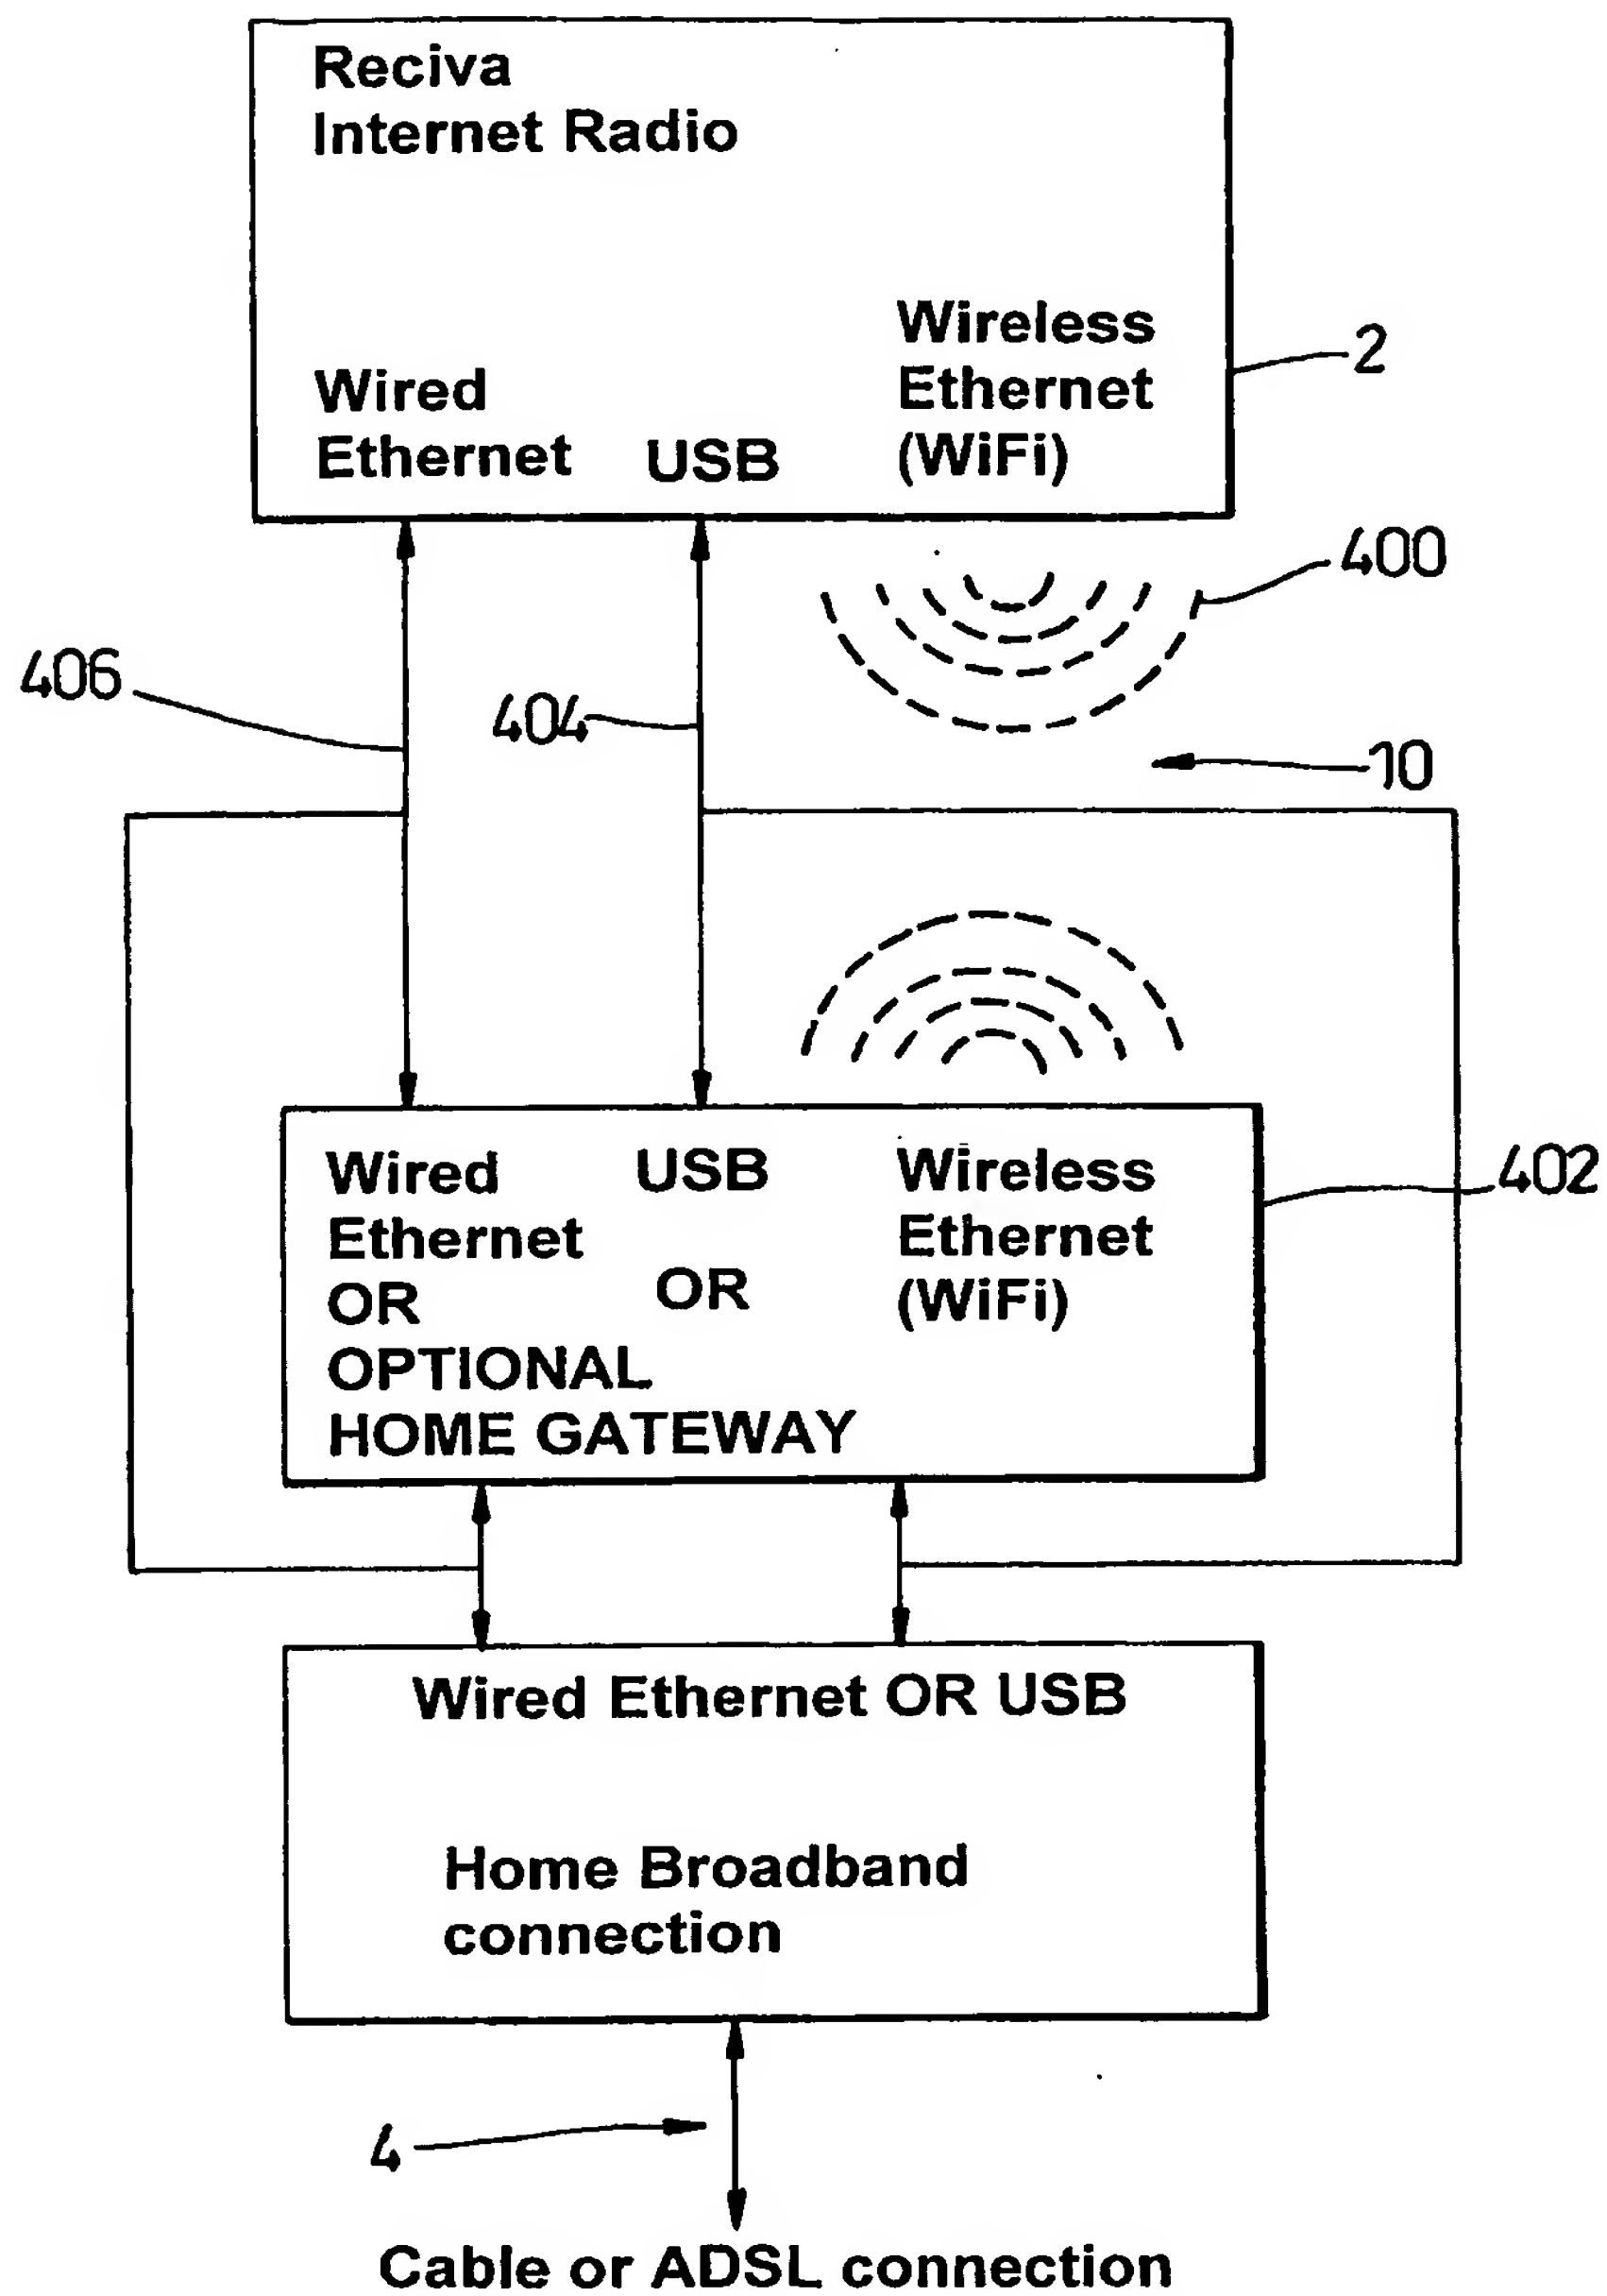 Reciva
Internet Radio
Wired
Ethernet
USB
Wireless
Ethernet
(WiFi)
2
400
406
404
10
Wired
Ethernet
OR
OPTIONAL
HOME GATEWAY
USB
OR
Wireless
Ethernet
(WiFi)
402
Wired Ethernet OR USB
Home Broadband
connection
4
Cable or ADSL connection